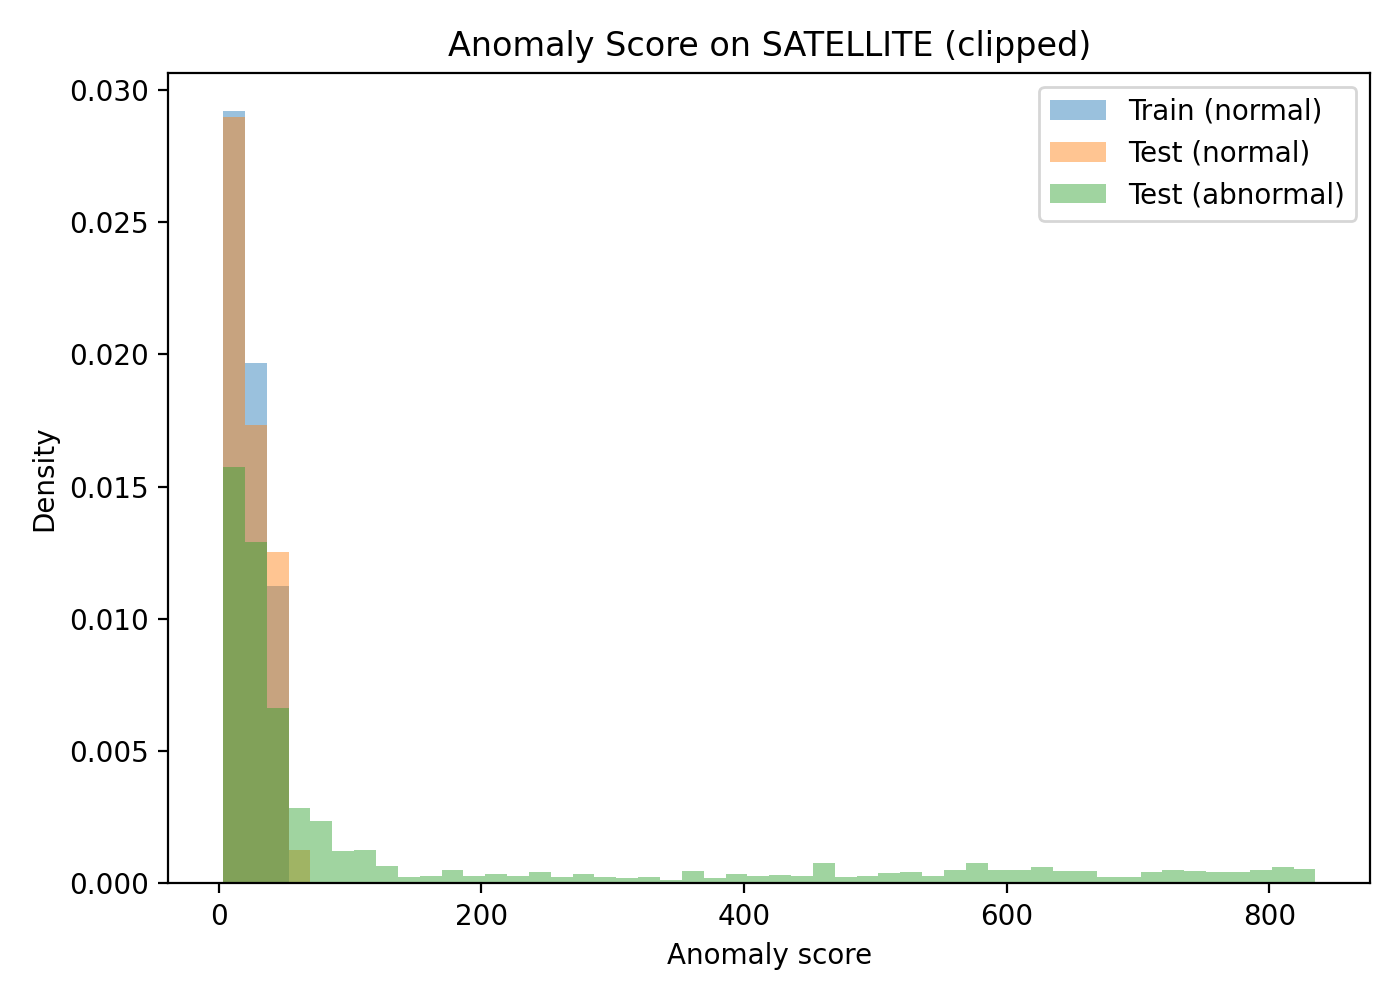 Anomaly Score on SATELLITE (clipped)
Train (normal)
Test (normal)
Test (abnormal)
Density
0.030
0.025
0.020
0.015
0.010
0.005
0.000
0 200 400 600 800
Anomaly score